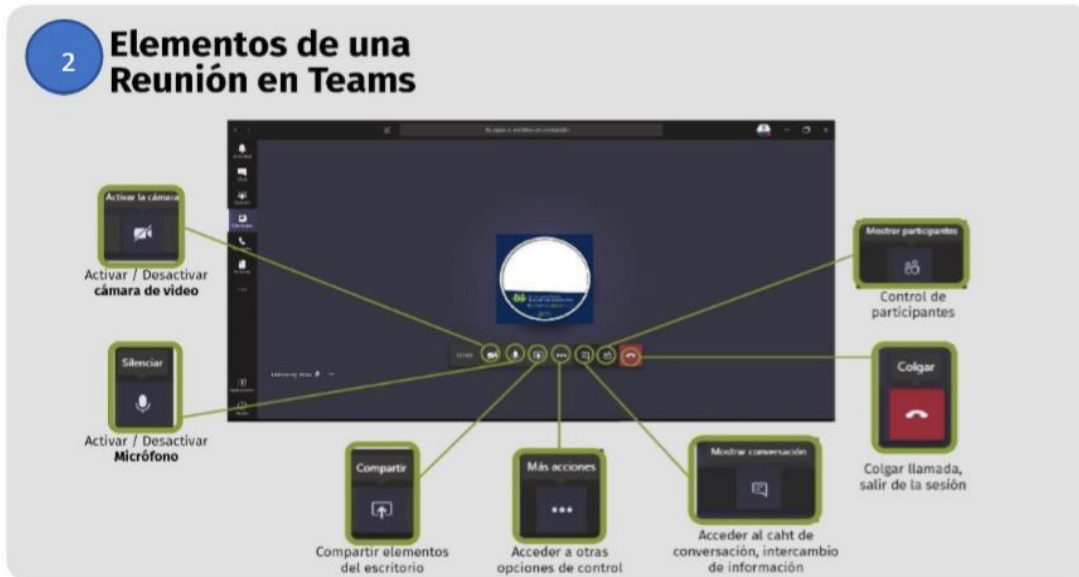 2
Elementos de una
Reunión en Teams
Activar la cámara
Activar / Desactivar
cámara de video
Mostrar participantes
Control de
participantes
Silenciar
Activar / Desactivar
Micrófono
Colgar
Colgar llamada,
salir de la sesión
Compartir
Compartir elementos
del escritorio
Más acciones
Acceder a otras
opciones de control
Mostrar conversación
Acceder al caht de
conversación, intercambio
de información